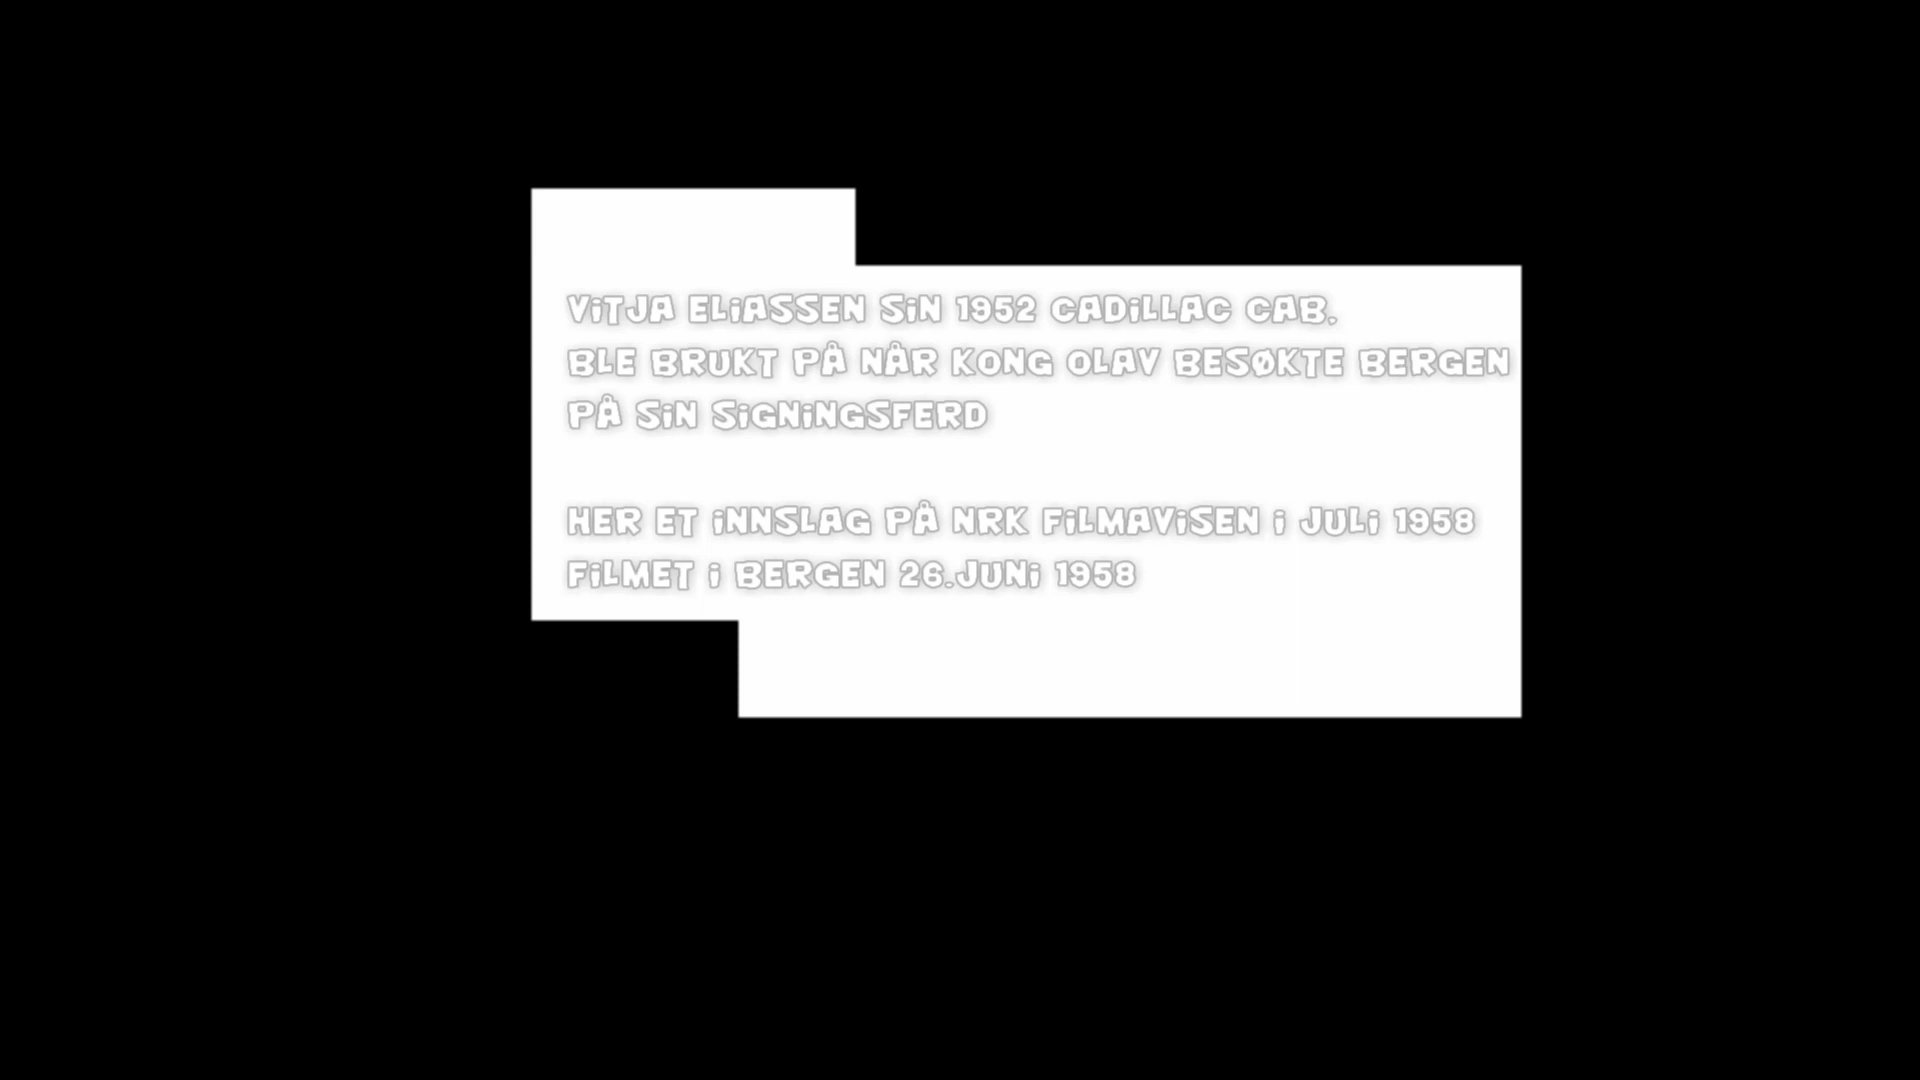 VITJA ELIASSEN SIN 1952 CADILLAC CAB.
BLE BRUKT PÅ NÅR KONG OLAV BESØKTE BERGEN
PÅ SIN SIGNINGSFERD
HER ET INNSLAG PÅ NRK FILMAVISEN I JULI 1958
FILMET I BERGEN 26.JUNI 1958